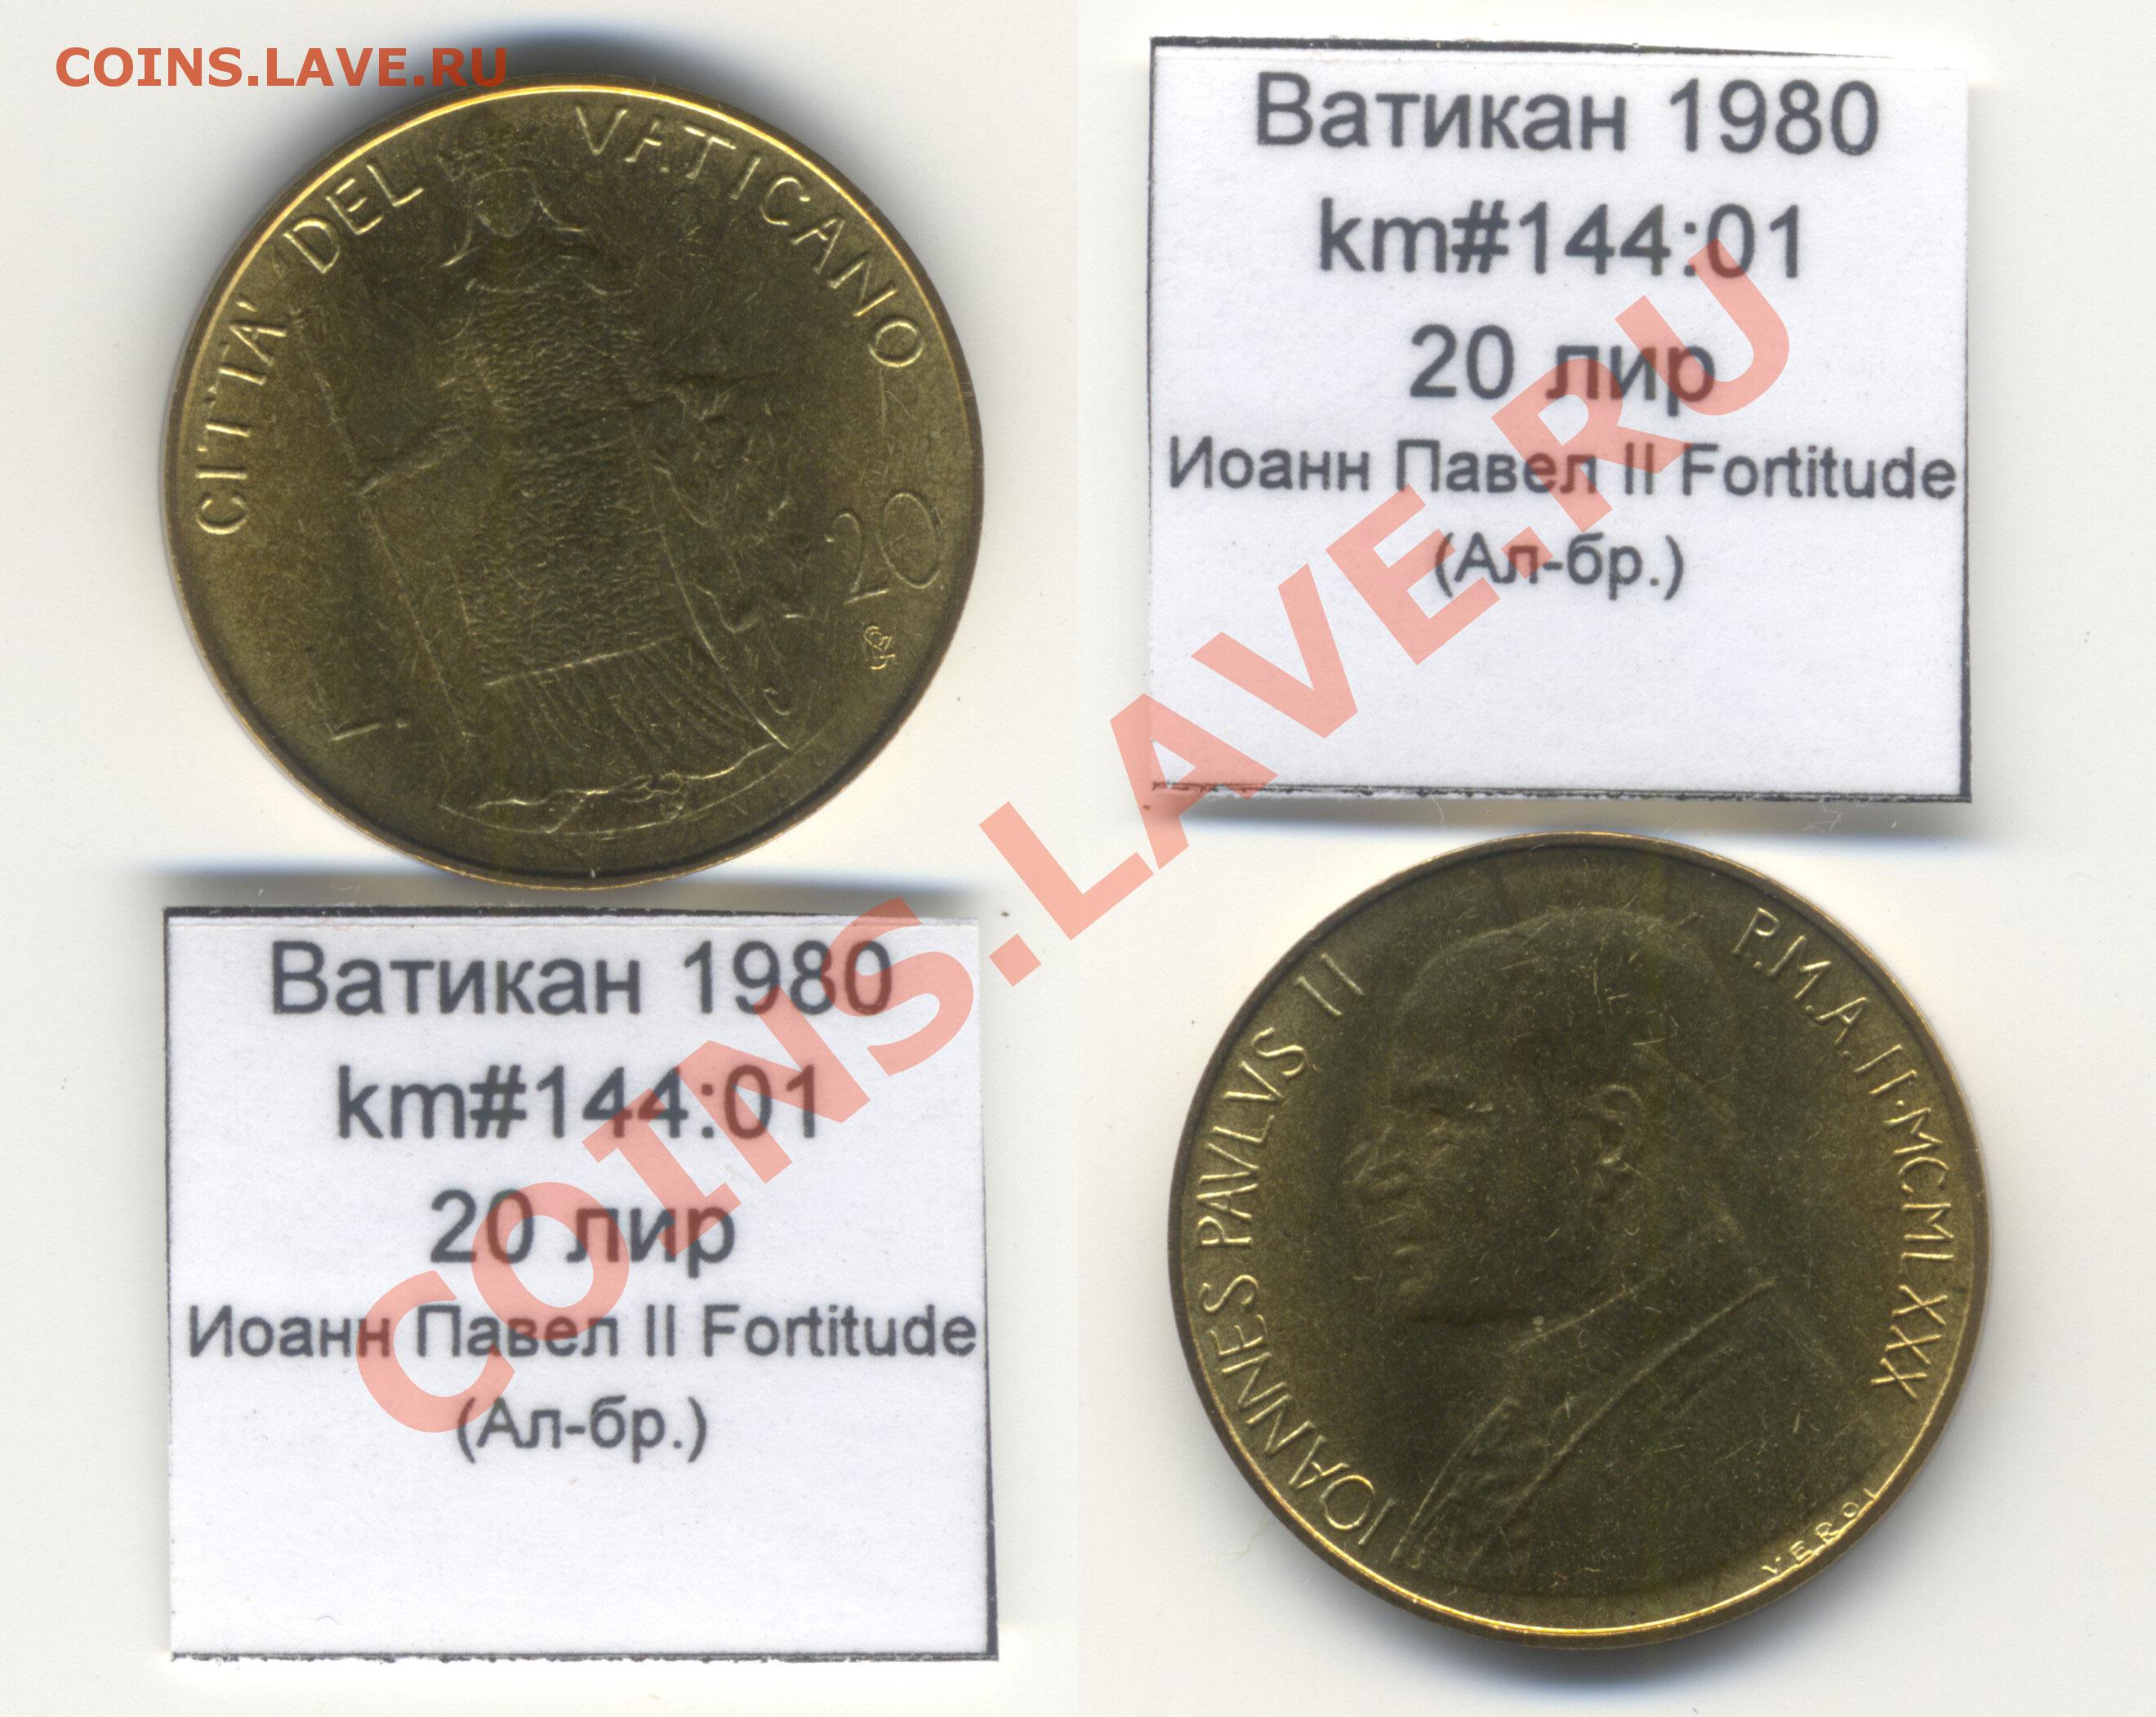 COINS.LAVE.RU
CITTA' DEL VATICANO
L.
20
Ватикан 1980
km#144:01
20 лир
Иоанн Павел II Fortitude
(Ал-бр.)
Ватикан 1980
km#144:01
20 лир
Иоанн Павел II Fortitude
(Ал-бр.)
IOANNES PAVLVS II P.M.A.II·MCMLXXX
VEROI
COINS.LAVE.RU